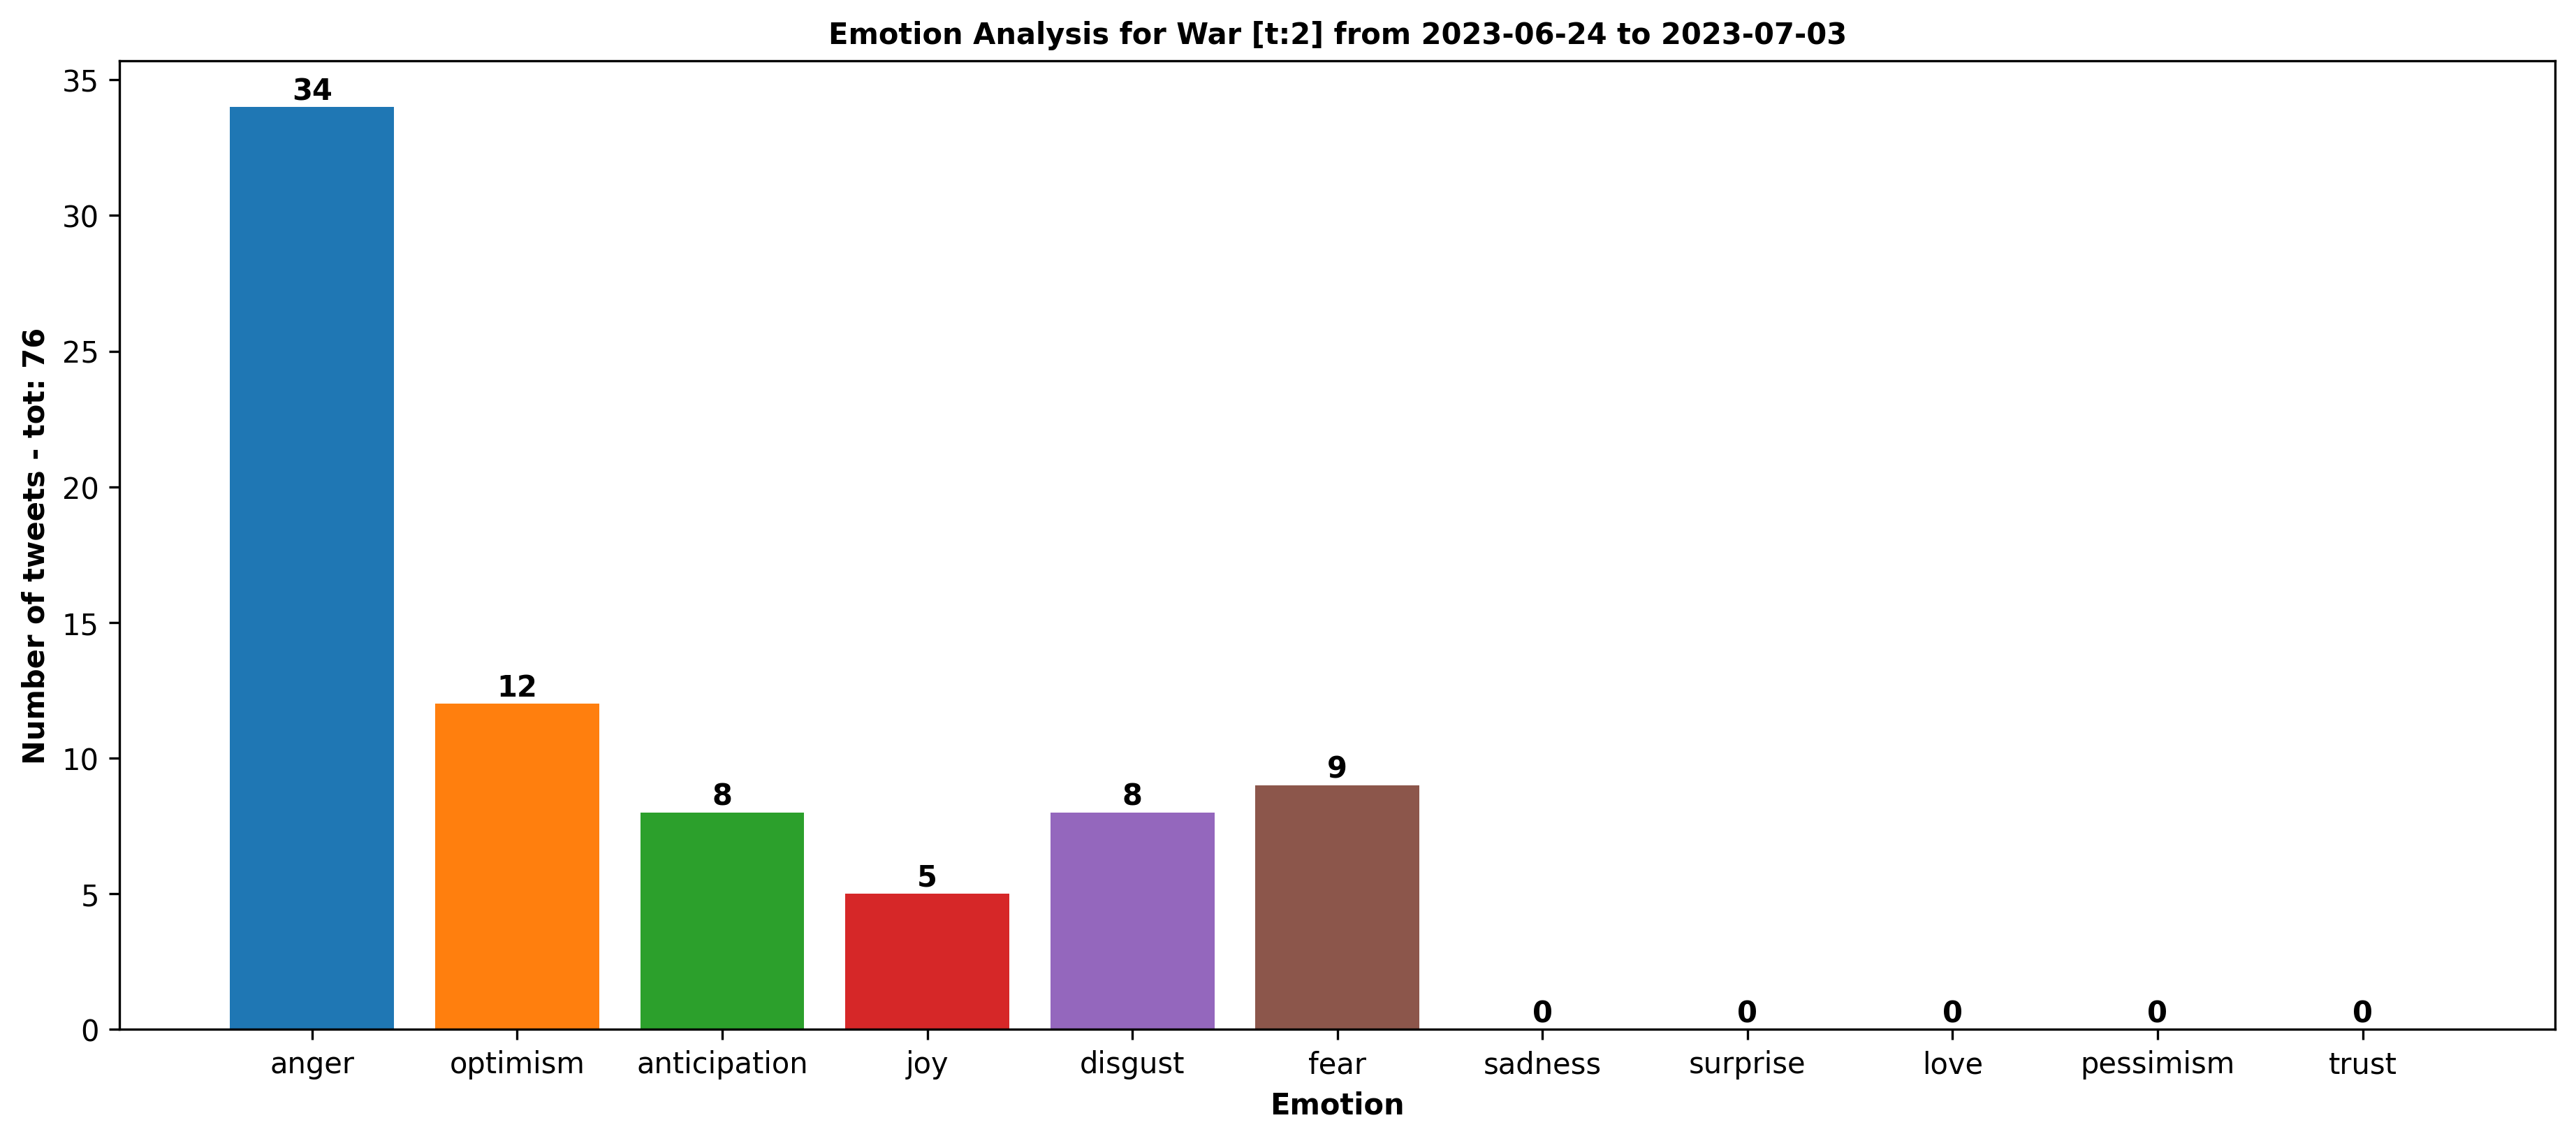 Emotion Analysis for War [t:2] from 2023-06-24 to 2023-07-03
Number of tweets - tot: 76
35
30
25
20
15
10
5
0
34
12
8
5
8
9
0
0
0
0
0
anger
optimism
anticipation
joy
disgust
fear
sadness
surprise
love
pessimism
trust
Emotion